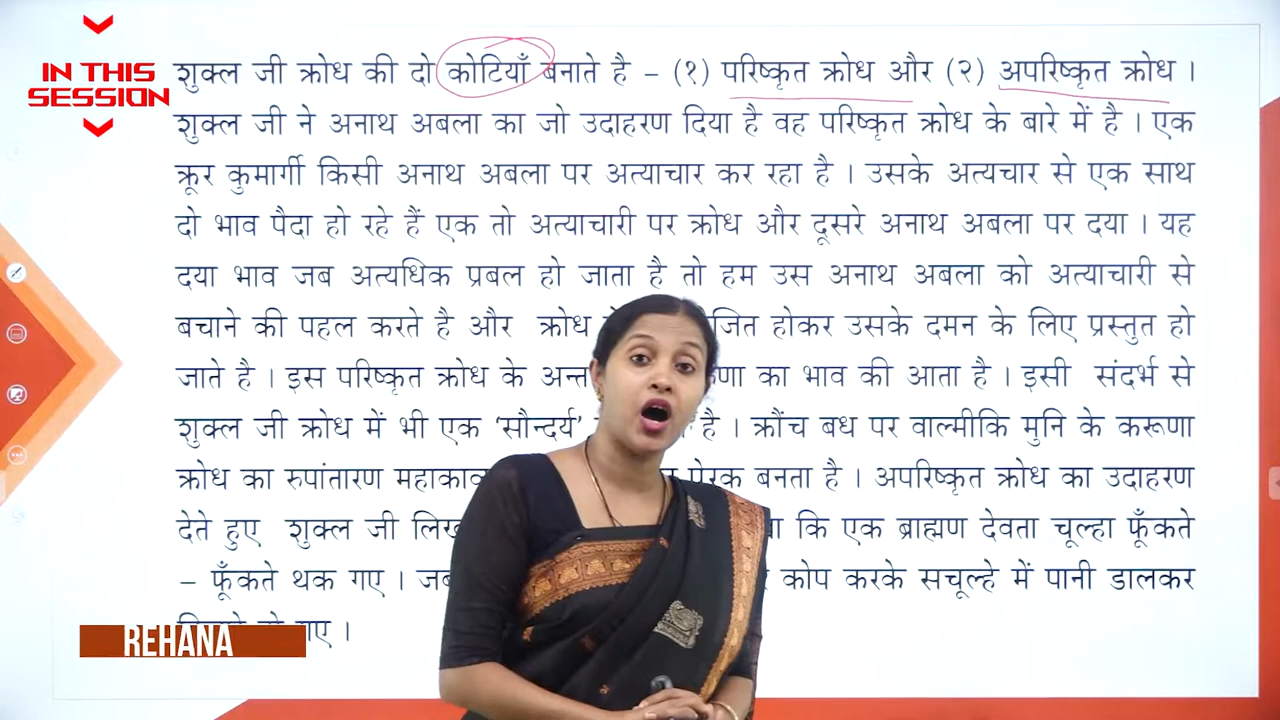 IN THIS
SESSION
शुक्ल जी क्रोध की दो कोटियाँ बनाते है – (१) परिष्कृत क्रोध और (२) अपरिष्कृत क्रोध ।
शुक्ल जी ने अनाथ अबला का जो उदाहरण दिया है वह परिष्कृत क्रोध के बारे में है । एक
क्रूर कुमार्गी किसी अनाथ अबला पर अत्याचार कर रहा है । उसके अत्यचार से एक साथ
दो भाव पैदा हो रहे हैं एक तो अत्याचारी पर क्रोध और दूसरे अनाथ अबला पर दया । यह
दया भाव जब अत्यधिक प्रबल हो जाता है तो हम उस अनाथ अबला को अत्याचारी से
बचाने की पहल करते है और क्रोध होकर उसके दमन के लिए प्रस्तुत हो
जाते है । इस परिष्कृत क्रोध के का भाव की आता है । इसी संदर्भ से
शुक्ल जी क्रोध में भी एक ‘सौन्दर्य’ है । क्रौंच बध पर वाल्मीकि मुनि के करूणा
क्रोध का रुपांतारण बनता है । अपरिष्कृत क्रोध का उदाहरण
देते हुए शुक्ल जी कि एक ब्राह्मण देवता चूल्हा फूँकते
– फूँकते थक गए । कोप करके सचूल्हे में पानी डालकर
गए ।
REHANA